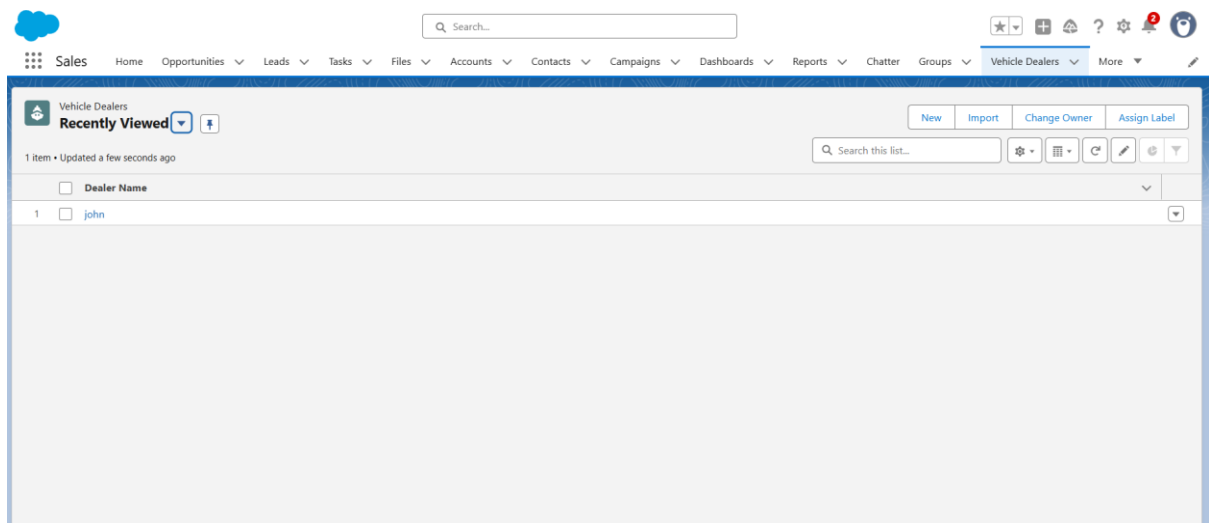 Search...
2
Sales Home Opportunities Leads Tasks Files Accounts Contacts Campaigns Dashboards Reports Chatter Groups Vehicle Dealers More
Vehicle Dealers
Recently Viewed
New Import Change Owner Assign Label
1 item • Updated a few seconds ago
Search this list...
Dealer Name
1 john